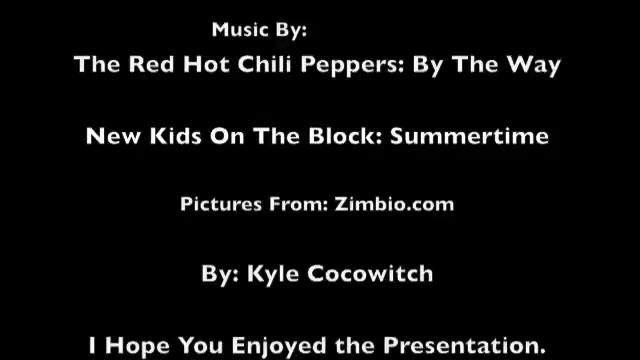 Music By:
The Red Hot Chili Peppers: By The Way
New Kids On The Block: Summertime
Pictures From: Zimbio.com
By: Kyle Cocowitch
I Hope You Enjoyed the Presentation.